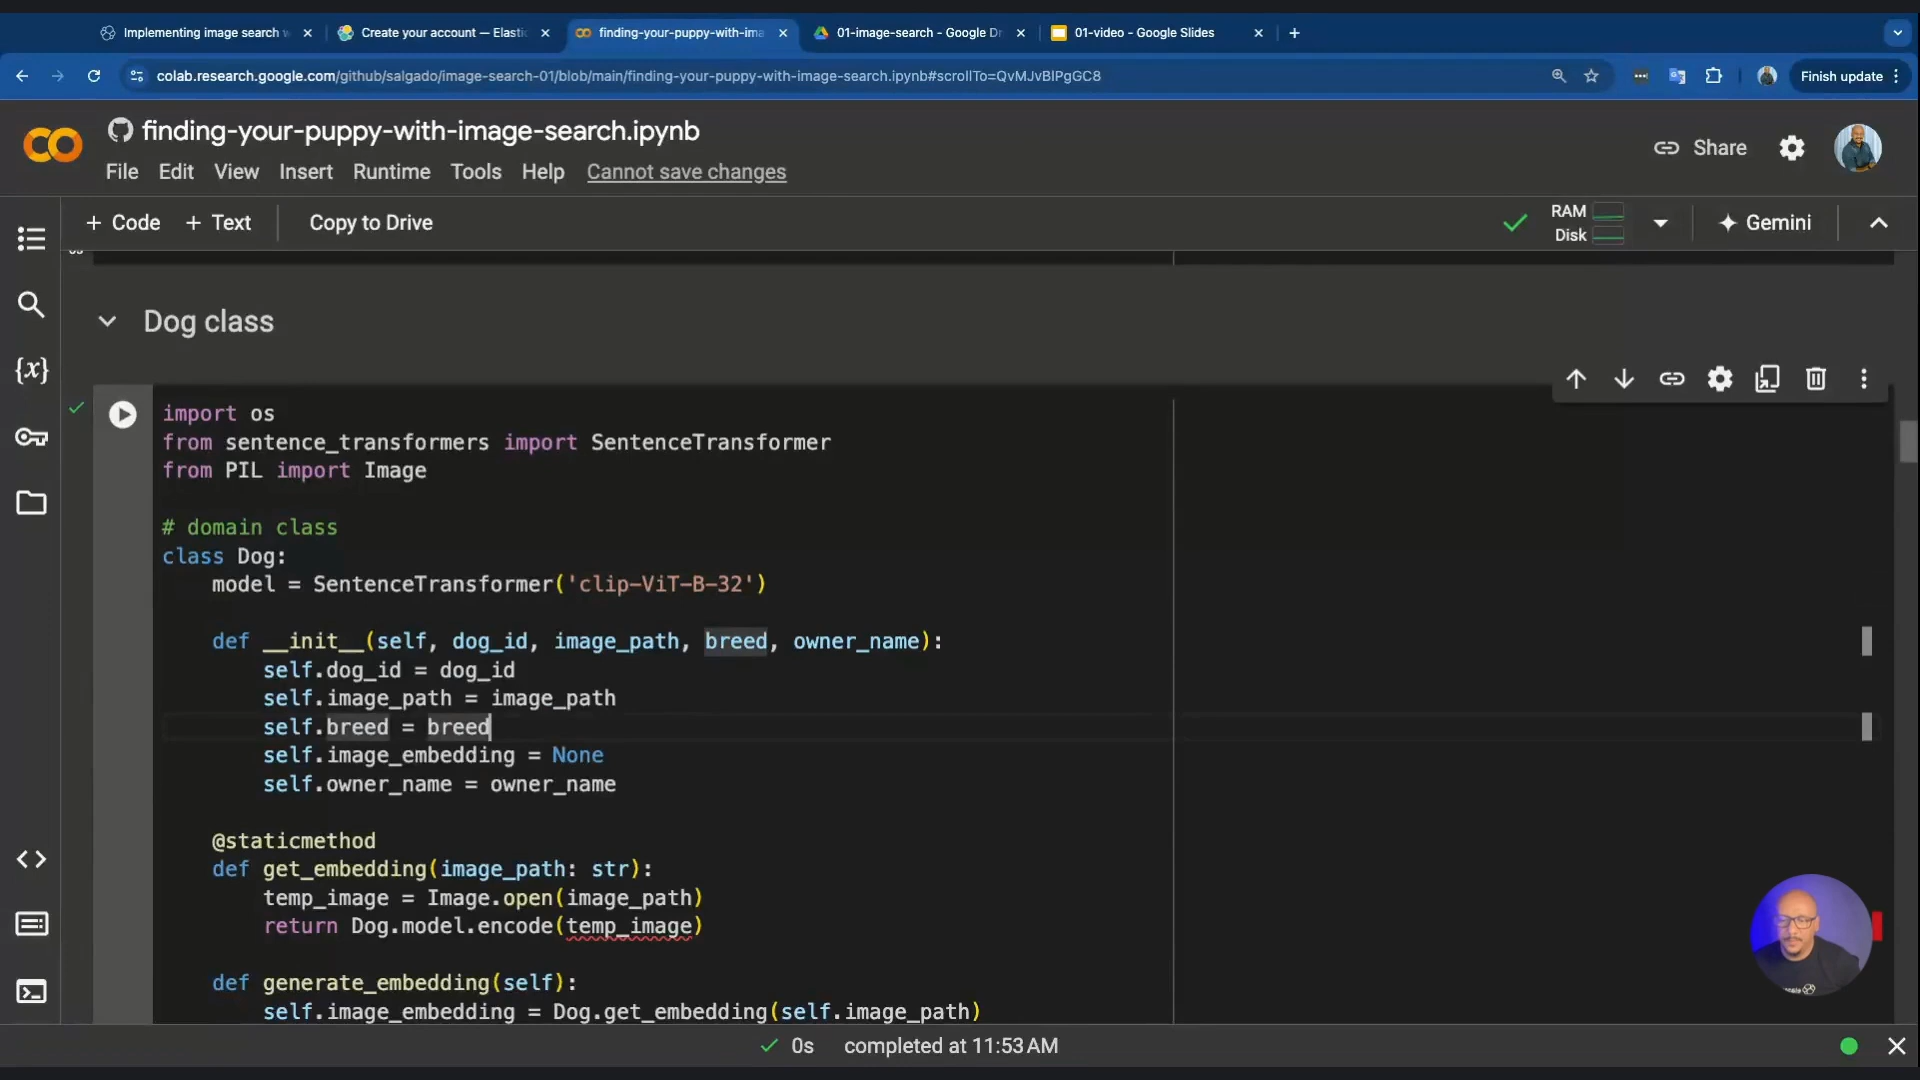 Implementing image search w
Create your account — Elastic
finding-your-puppy-with-ima
01-image-search - Google Dr
01-video - Google Slides
colab.research.google.com/github/salgado/image-search-01/blob/main/finding-your-puppy-with-image-search.ipynb#scrollTo=QvMJvBlPgGC8
Finish update
finding-your-puppy-with-image-search.ipynb
File Edit View Insert Runtime Tools Help Cannot save changes
Share
+ Code + Text Copy to Drive
RAM
Disk
Gemini
Dog class
import os
from sentence_transformers import SentenceTransformer
from PIL import Image
# domain class
class Dog:
model = SentenceTransformer('clip-ViT-B-32')
def __init__(self, dog_id, image_path, breed, owner_name):
self.dog_id = dog_id
self.image_path = image_path
self.breed = breed
self.image_embedding = None
self.owner_name = owner_name
@staticmethod
def get_embedding(image_path: str):
temp_image = Image.open(image_path)
return Dog.model.encode(temp_image)
def generate_embedding(self):
self.image_embedding = Dog.get_embedding(self.image_path)
0s completed at 11:53 AM